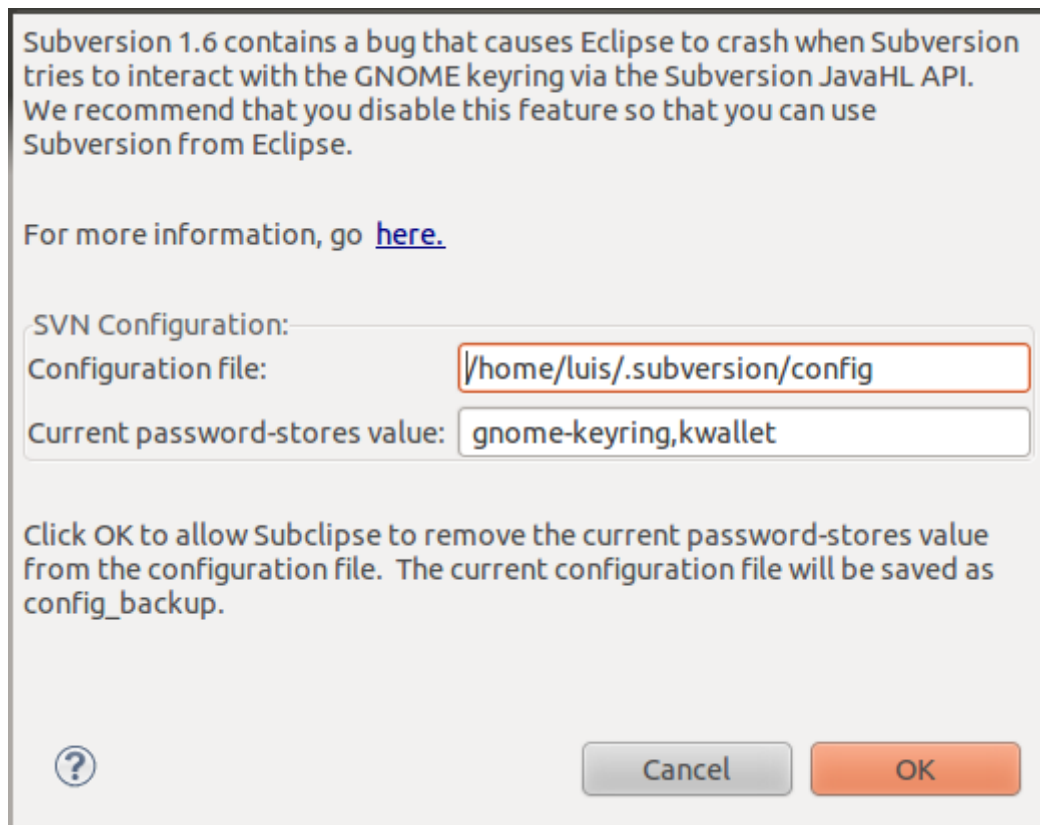 Subversion 1.6 contains a bug that causes Eclipse to crash when Subversion
tries to interact with the GNOME keyring via the Subversion JavaHL API.
We recommend that you disable this feature so that you can use
Subversion from Eclipse.
For more information, go here.
SVN Configuration:
Configuration file: /home/luis/.subversion/config
Current password-stores value: gnome-keyring,kwallet
Click OK to allow Subclipse to remove the current password-stores value
from the configuration file. The current configuration file will be saved as
config_backup.
? Cancel OK